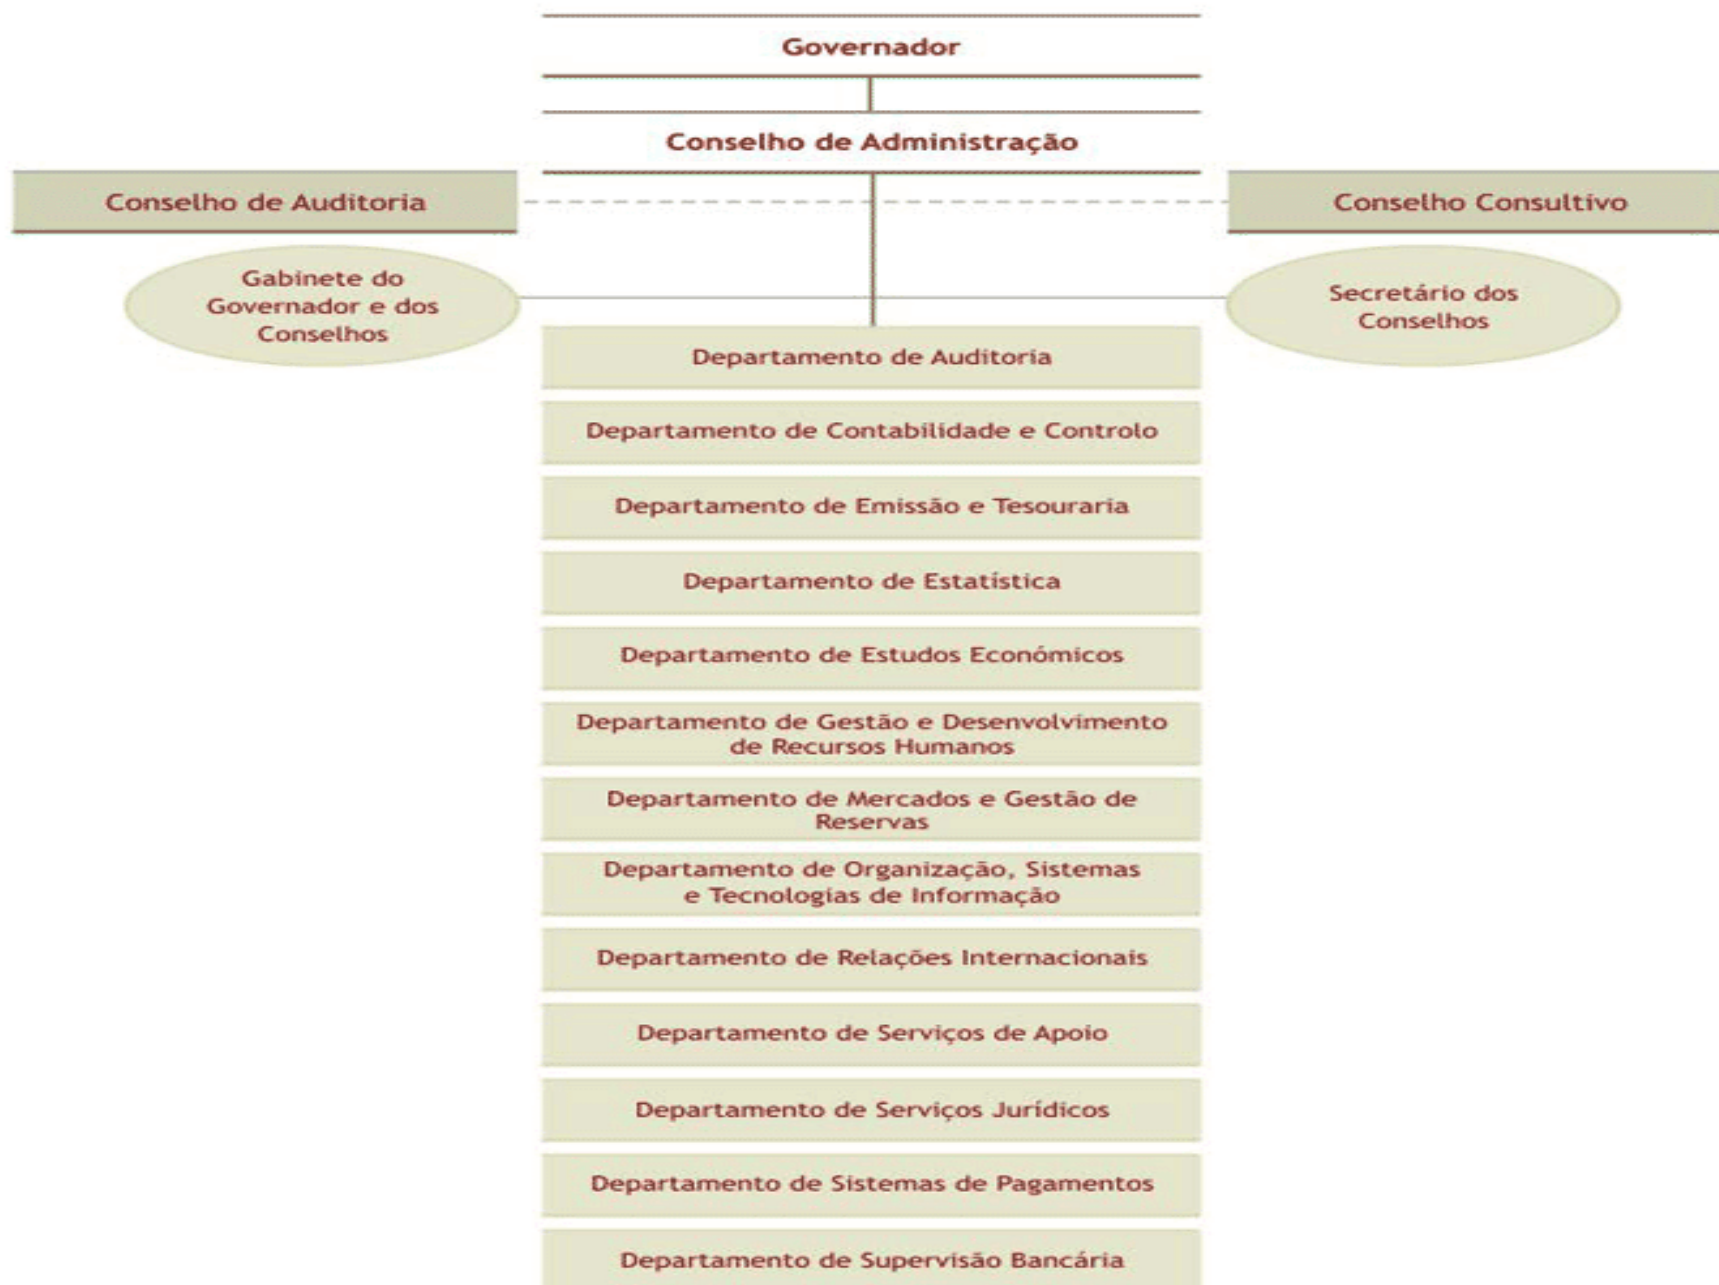 Governador
Conselho de Administração
Conselho de Auditoria
Conselho Consultivo
Gabinete do
Governador e dos
Conselhos
Secretário dos
Conselhos
Departamento de Auditoria
Departamento de Contabilidade e Controlo
Departamento de Emissão e Tesouraria
Departamento de Estatística
Departamento de Estudos Económicos
Departamento de Gestão e Desenvolvimento
de Recursos Humanos
Departamento de Mercados e Gestão de
Reservas
Departamento de Organização, Sistemas
e Tecnologias de Informação
Departamento de Relações Internacionais
Departamento de Serviços de Apoio
Departamento de Serviços Jurídicos
Departamento de Sistemas de Pagamentos
Departamento de Supervisão Bancária